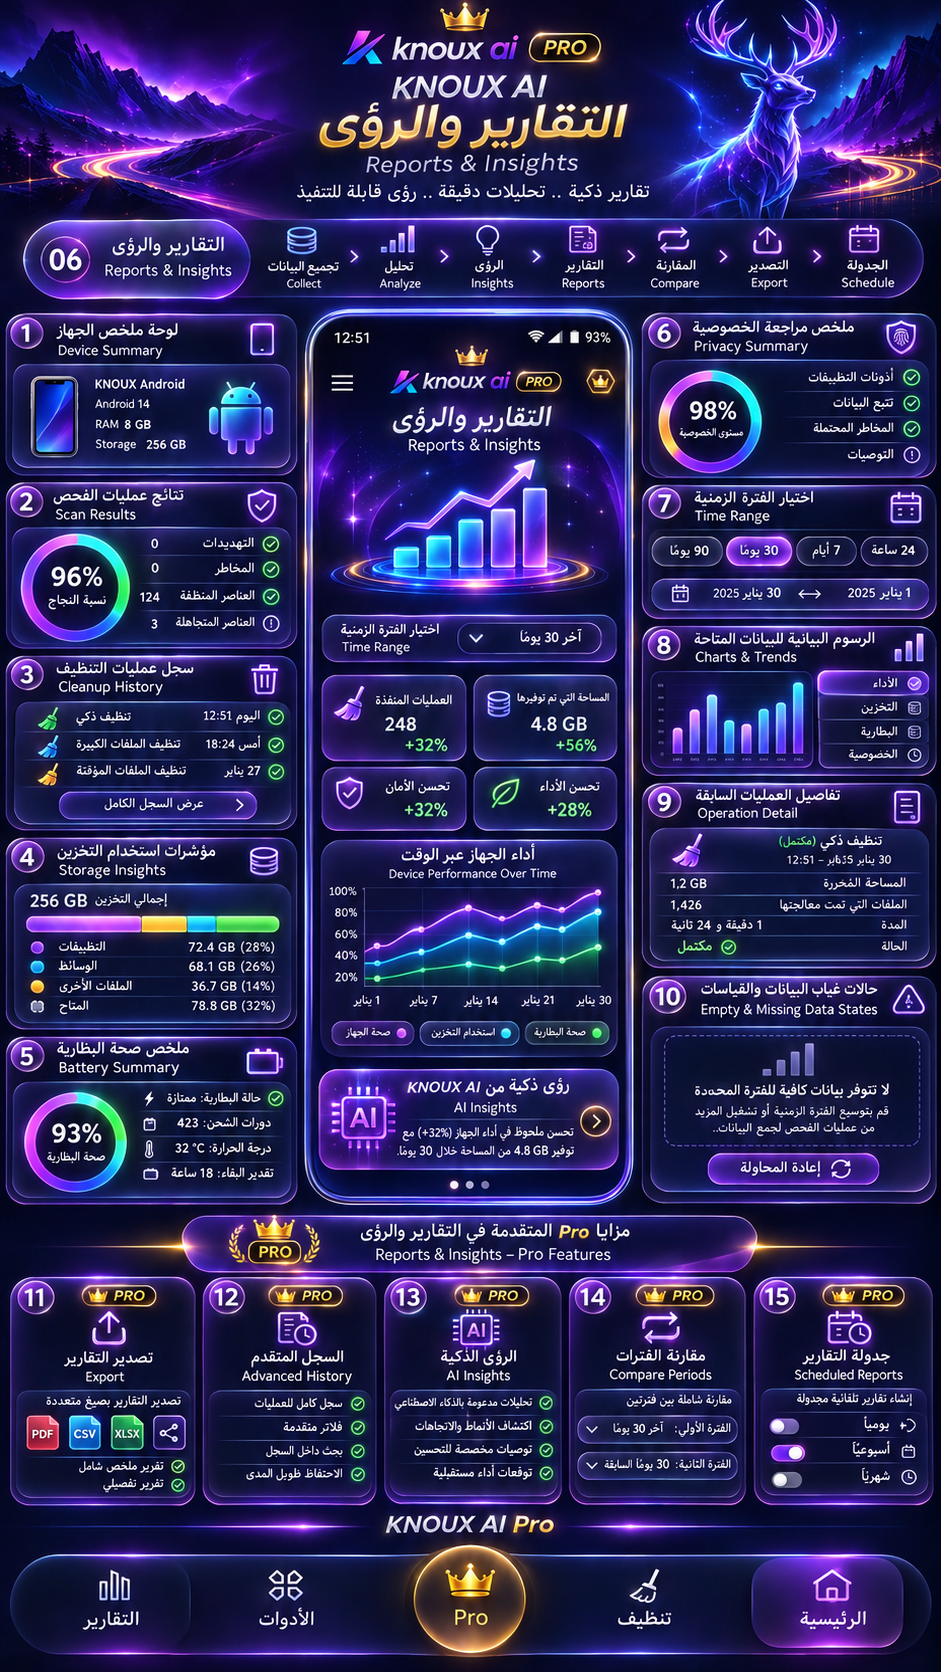 knoux ai PRO
KNOUX AI
التقارير والرؤى
Reports & Insights
تقارير ذكية .. تحليلات دقيقة .. رؤى قابلة للتنفيذ
06
التقارير والرؤى
Reports & Insights
تجميع البيانات
Collect
تحليل
Analyze
الرؤى
Insights
التقارير
Reports
المقارنة
Compare
التصدير
Export
الجدولة
Schedule
1
لوحة ملخص الجهاز
Device Summary
KNOUX Android
Android 14
RAM 8 GB
Storage 256 GB
2
نتائج عمليات الفحص
Scan Results
96%
نسبة النجاح
التهديدات 0
المخاطر 0
العناصر المنظفة 124
العناصر المتجاهلة 3
3
سجل عمليات التنظيف
Cleanup History
تنظيف ذكي اليوم 12:51
تنظيف الملفات الكبيرة أمس 18:24
تنظيف الملفات المؤقتة 27 يناير
عرض السجل الكامل
4
مؤشرات استخدام التخزين
Storage Insights
إجمالي التخزين 256 GB
التطبيقات 72.4 GB (28%)
الوسائط 68.1 GB (26%)
الملفات الأخرى 36.7 GB (14%)
المتاح 78.8 GB (32%)
5
ملخص صحة البطارية
Battery Summary
93%
صحة البطارية
حالة البطارية: ممتازة
دورات الشحن: 423
درجة الحرارة: 32 °C
تقدير البقاء: 18 ساعة
12:51
93%
knoux ai PRO
التقارير والرؤى
Reports & Insights
اختيار الفترة الزمنية
Time Range
آخر 30 يومًا
العمليات المنفذة
248
+32%
المساحة التي تم توفيرها
4.8 GB
+56%
تحسن الأمان
+32%
تحسن الأداء
+28%
أداء الجهاز عبر الوقت
Device Performance Over Time
100%
80%
60%
40%
20%
1 يناير
7 يناير
14 يناير
21 يناير
30 يناير
صحة الجهاز
استخدام التخزين
صحة البطارية
رؤى ذكية من KNOUX AI
AI Insights
AI
تحسن ملحوظ في أداء الجهاز (+32%) مع
توفير 4.8 GB من المساحة خلال 30 يومًا.
6
ملخص مراجعة الخصوصية
Privacy Summary
98%
مستوى الخصوصية
أذونات التطبيقات
تتبع البيانات
المخاطر المحتملة
التوصيات
7
اختيار الفترة الزمنية
Time Range
24 ساعة
7 أيام
30 يومًا
90 يومًا
1 يناير 2025
30 يناير 2025
8
الرسوم البيانية للبيانات المتاحة
Charts & Trends
الأداء
التخزين
البطارية
الخصوصية
9
تفاصيل العمليات السابقة
Operation Detail
تنظيف ذكي (مكتمل)
30 يناير – 12:51
المساحة المُحررة 1,2 GB
الملفات التي تمت معالجتها 1,426
المدة 1 دقيقة و 24 ثانية
الحالة مكتمل
10
حالات غياب البيانات والقياسات
Empty & Missing Data States
لا تتوفر بيانات كافية للفترة المحددة
قم بتوسيع الفترة الزمنية أو تشغيل المزيد
من عمليات الفحص لجمع البيانات..
إعادة المحاولة
PRO
مزايا Pro المتقدمة في التقارير والرؤى
Reports & Insights – Pro Features
11
PRO
تصدير التقارير
Export
تصدير التقارير بصيغ متعددة
PDF
CSV
XLSX
تقرير ملخص شامل
تقرير تفصيلي
12
PRO
السجل المتقدم
Advanced History
سجل كامل للعمليات
فلاتر متقدمة
بحث داخل السجل
الاحتفاظ طويل المدى
13
PRO
AI
الرؤى الذكية
AI Insights
تحليلات مدعومة بالذكاء الاصطناعي
اكتشاف الأنماط والاتجاهات
توصيات مخصصة للتحسين
توقعات أداء مستقبلية
14
PRO
مقارنة الفترات
Compare Periods
مقارنة شاملة بين فترتين
الفترة الأولي: آخر 30 يومًا
الفترة الثانية: 30 يومًا السابقة
15
PRO
جدولة التقارير
Scheduled Reports
إنشاء تقارير تلقائية مجدولة
يومياً
أسبوعيًا
شهريًا
KNOUX AI Pro
التقارير
الأدوات
Pro
تنظيف
الرئيسية